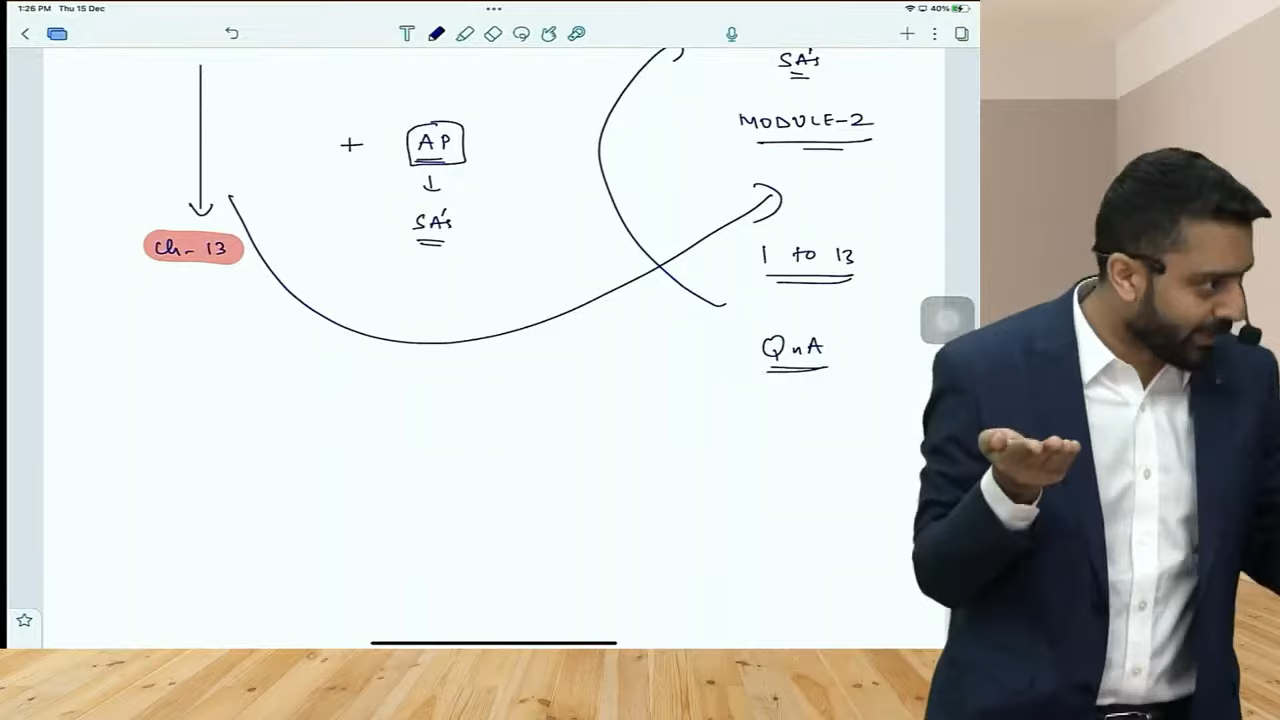 1:26 PM Thu 15 Dec
40%
T
SA's
MODULE-2
+ AP
SA's
Ch- 13
1 to 13
QnA